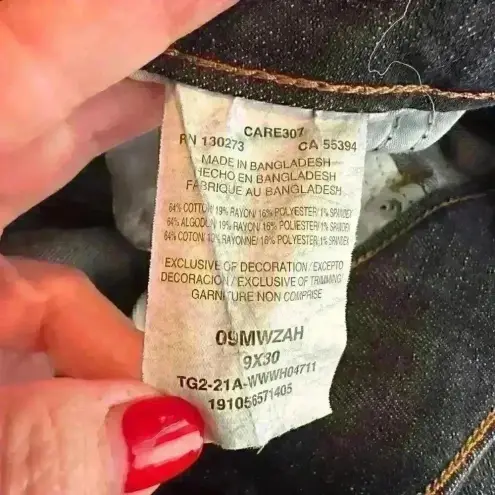 CARE307
RN 130273 CA 55394
MADE IN BANGLADESH
HECHO EN BANGLADESH
FABRIQUE AU BANGLADESH
64% COTTON/ 19% RAYON/ 16% POLYESTER/ 1% SPANDEX
64% ALGODON/ 19% RAYON/ 16% POLYESTER/ 1% SPANDEX
64% COTON/ 19% RAYONNE/ 16% POLYESTER/ 1% SPANDEX
EXCLUSIVE OF DECORATION/EXCEPTO
DECORACION/EXCLUSIVE OF TRIMMING/
GARNITURE NON COMPRISE
09MWZAH
9X30
TG2-21A-WWWH04711
191056571405